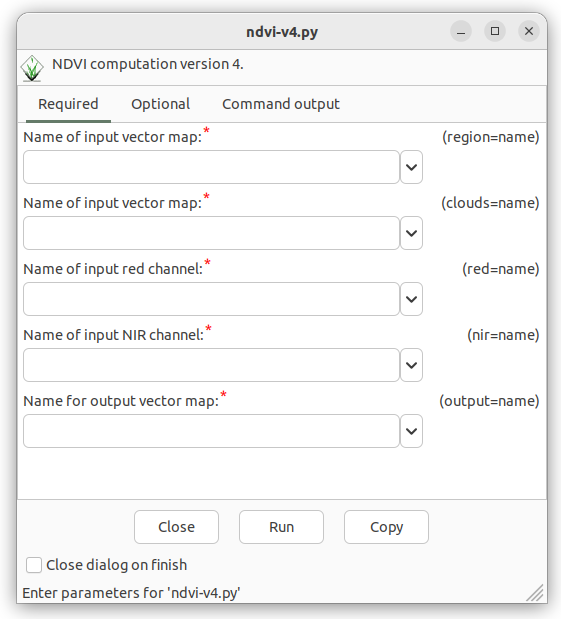 ndvi-v4.py
NDVI computation version 4.
Required Optional Command output
Name of input vector map:* (region=name)
Name of input vector map:* (clouds=name)
Name of input red channel:* (red=name)
Name of input NIR channel:* (nir=name)
Name for output vector map:* (output=name)
Close Run Copy
Close dialog on finish
Enter parameters for 'ndvi-v4.py'